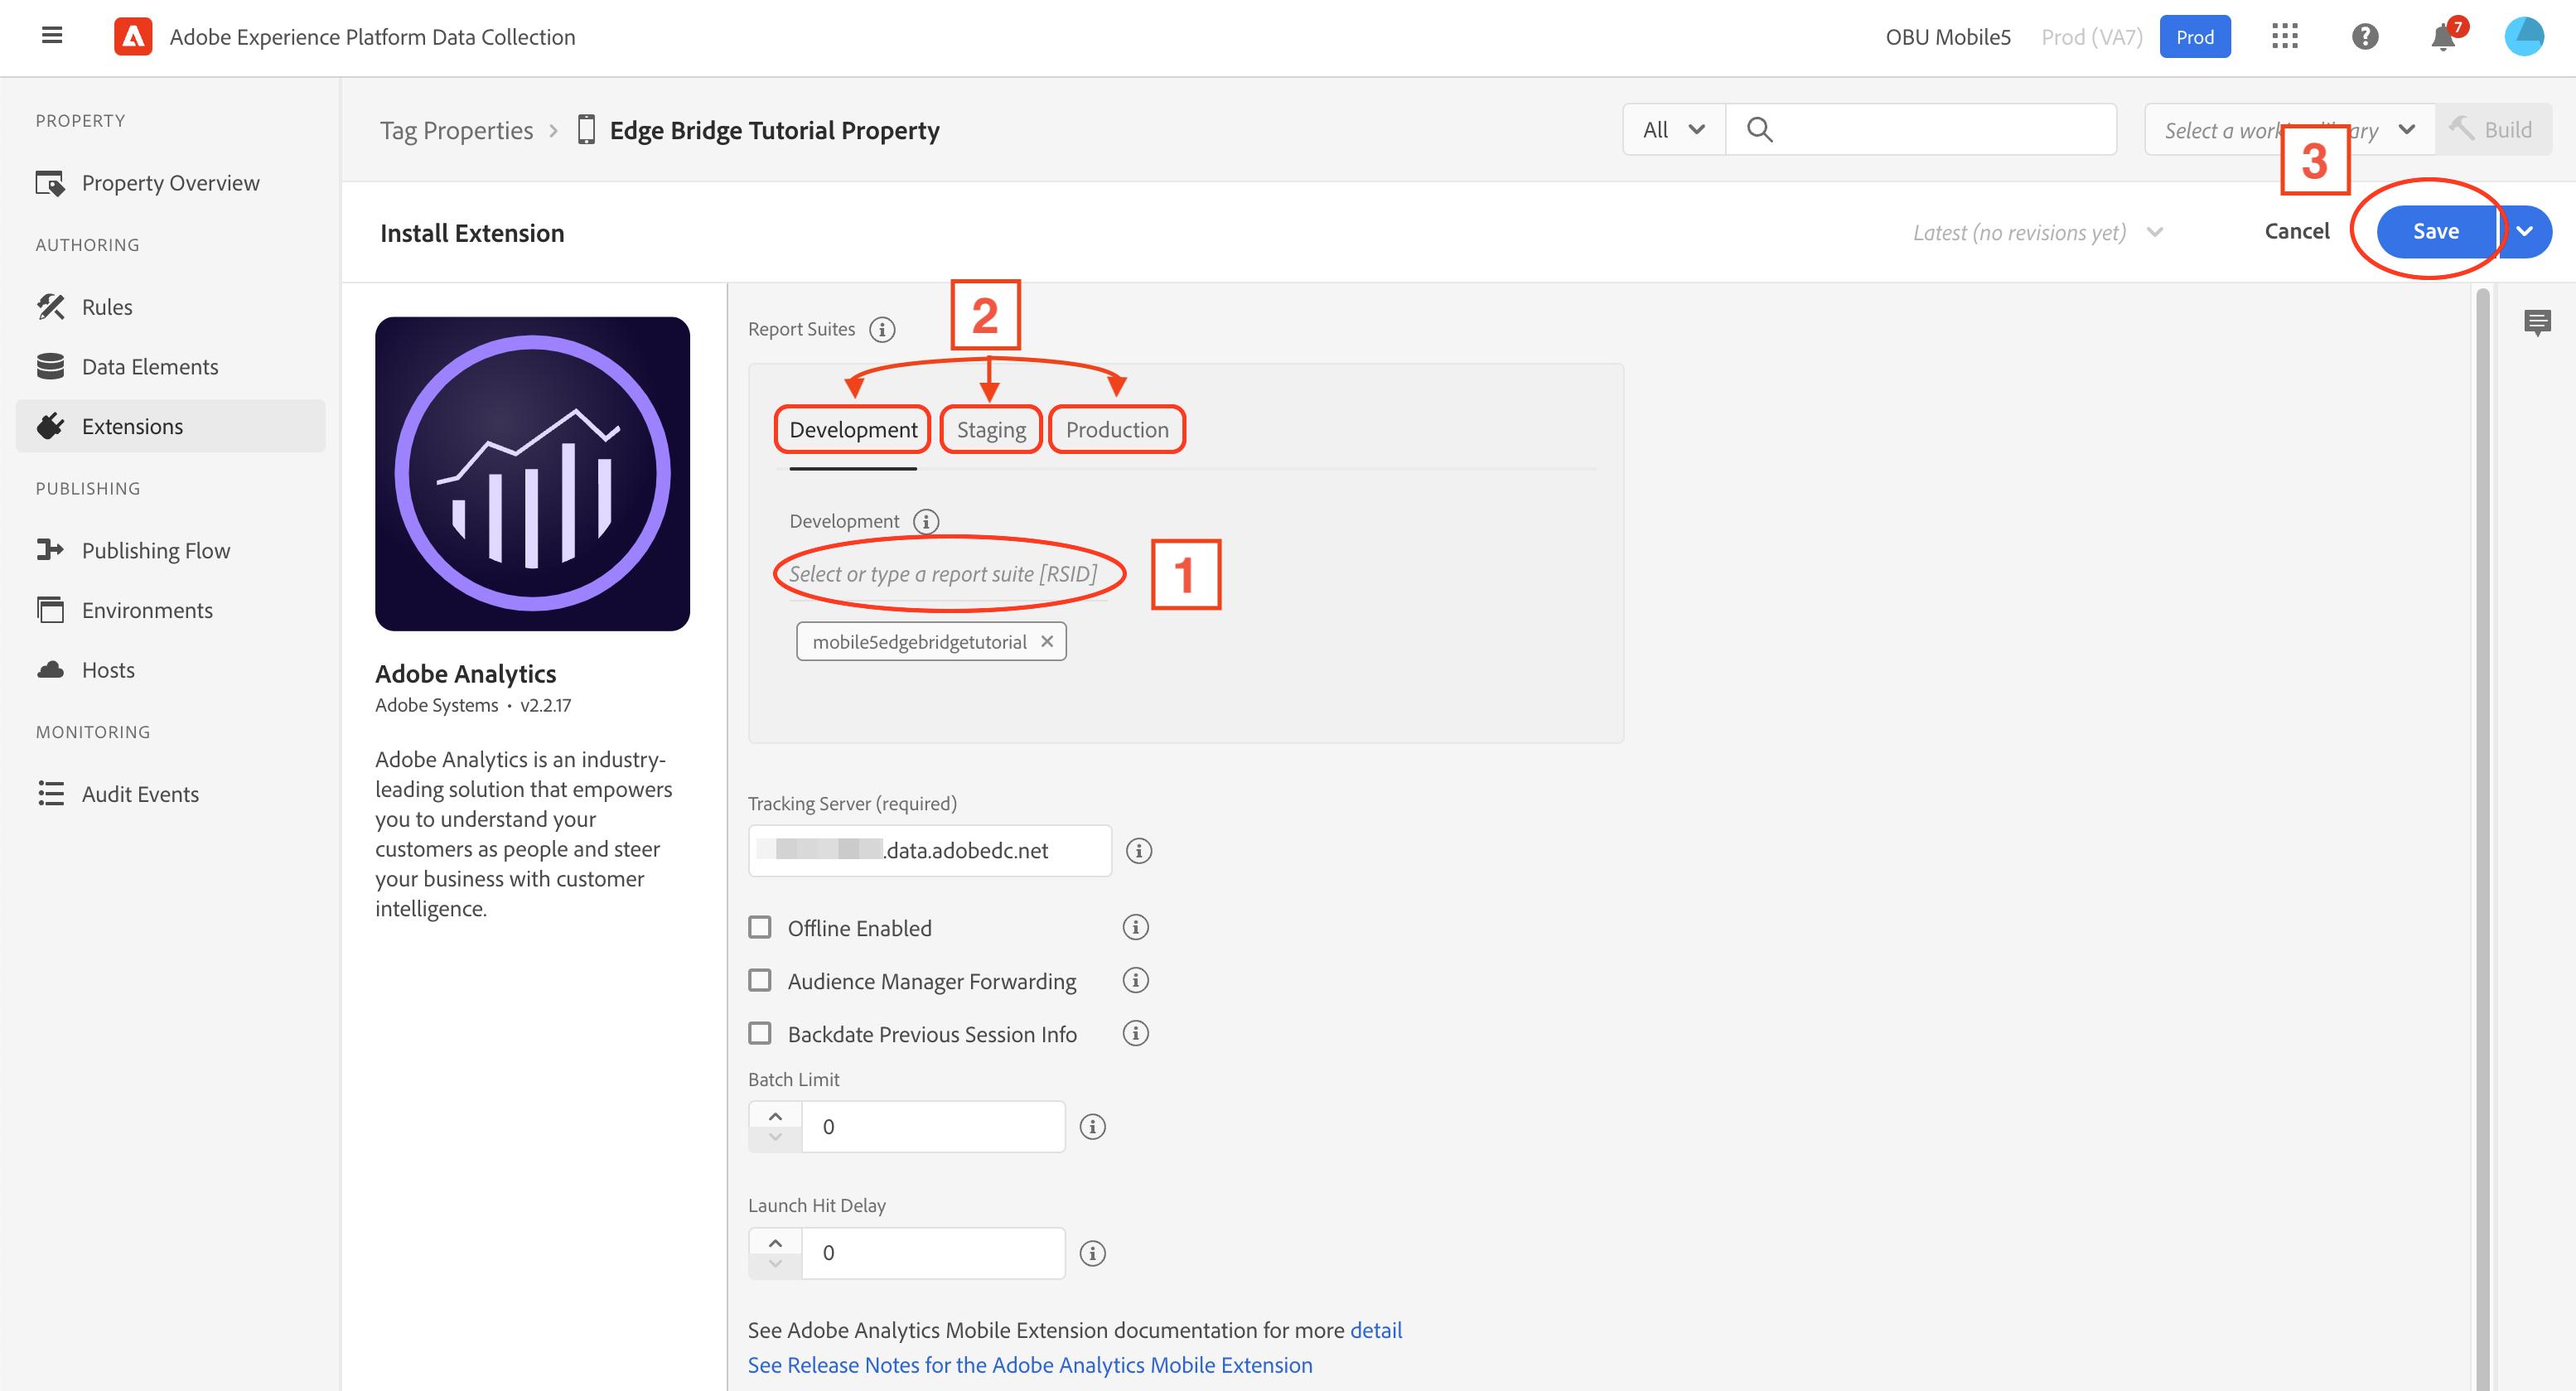 Adobe Experience Platform Data Collection
OBU Mobile5
Prod (VA7)
Prod
7
PROPERTY
Property Overview
AUTHORING
Rules
Data Elements
Extensions
PUBLISHING
Publishing Flow
Environments
Hosts
MONITORING
Audit Events
Tag Properties
Edge Bridge Tutorial Property
All
Select a
Build
3
Install Extension
Latest (no revisions yet)
Cancel
Save
Adobe Analytics
Adobe Systems • v2.2.17
Adobe Analytics is an industry-
leading solution that empowers
you to understand your
customers as people and steer
your business with customer
intelligence.
Report Suites
2
Development
Staging
Production
Development
Select or type a report suite [RSID]
1
mobile5edgebridgetutorial
Tracking Server (required)
.data.adobedc.net
Offline Enabled
Audience Manager Forwarding
Backdate Previous Session Info
Batch Limit
0
Launch Hit Delay
0
See Adobe Analytics Mobile Extension documentation for more detail
See Release Notes for the Adobe Analytics Mobile Extension